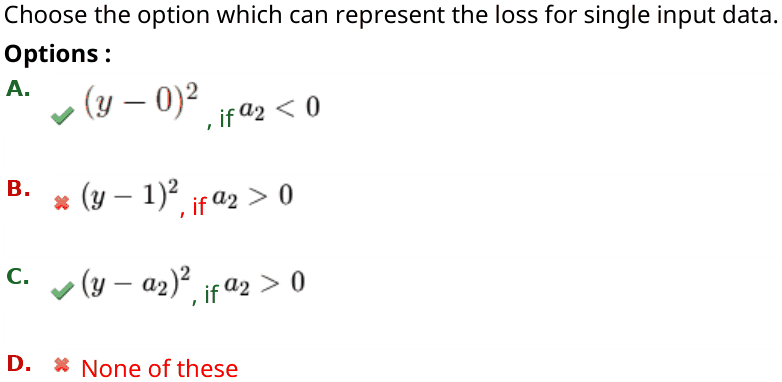 Choose the option which can represent the loss for single input data.
Options :
A. (y − 0)², if a₂ < 0
B. (y − 1)², if a₂ > 0
C. (y − a₂)², if a₂ > 0
D. None of these